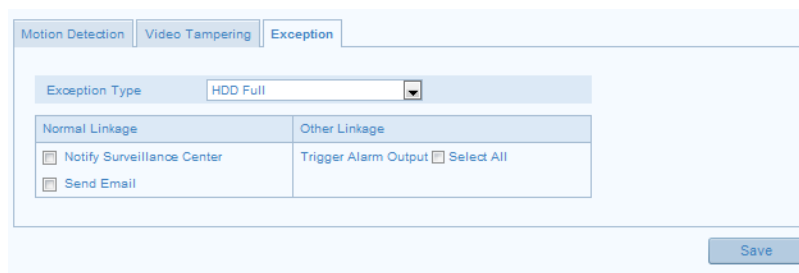 Motion Detection Video Tampering Exception
Exception Type HDD Full
Normal Linkage Other Linkage
Notify Surveillance Center Trigger Alarm Output Select All
Send Email
Save